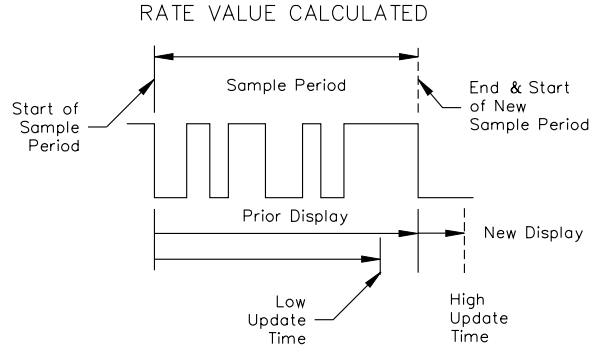 RATE VALUE CALCULATED
Sample Period
Start of
Sample
Period
End & Start
of New
Sample Period
Prior Display
New Display
Low
Update
Time
High
Update
Time